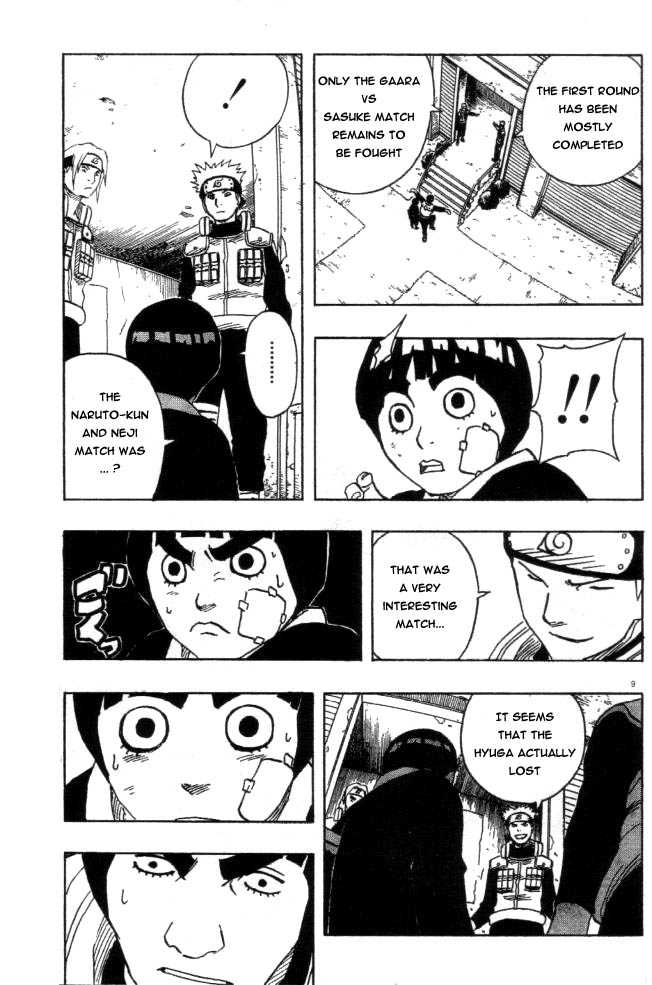 THE FIRST ROUND
HAS BEEN
MOSTLY
COMPLETED
ONLY THE GAARA
VS
SASUKE MATCH
REMAINS TO
BE FOUGHT
!
.........
THE
NARUTO-KUN
AND NEJI
MATCH WAS
... ?
!!
THAT WAS
A VERY
INTERESTING
MATCH...
9
IT SEEMS
THAT THE
HYUGA ACTUALLY
LOST